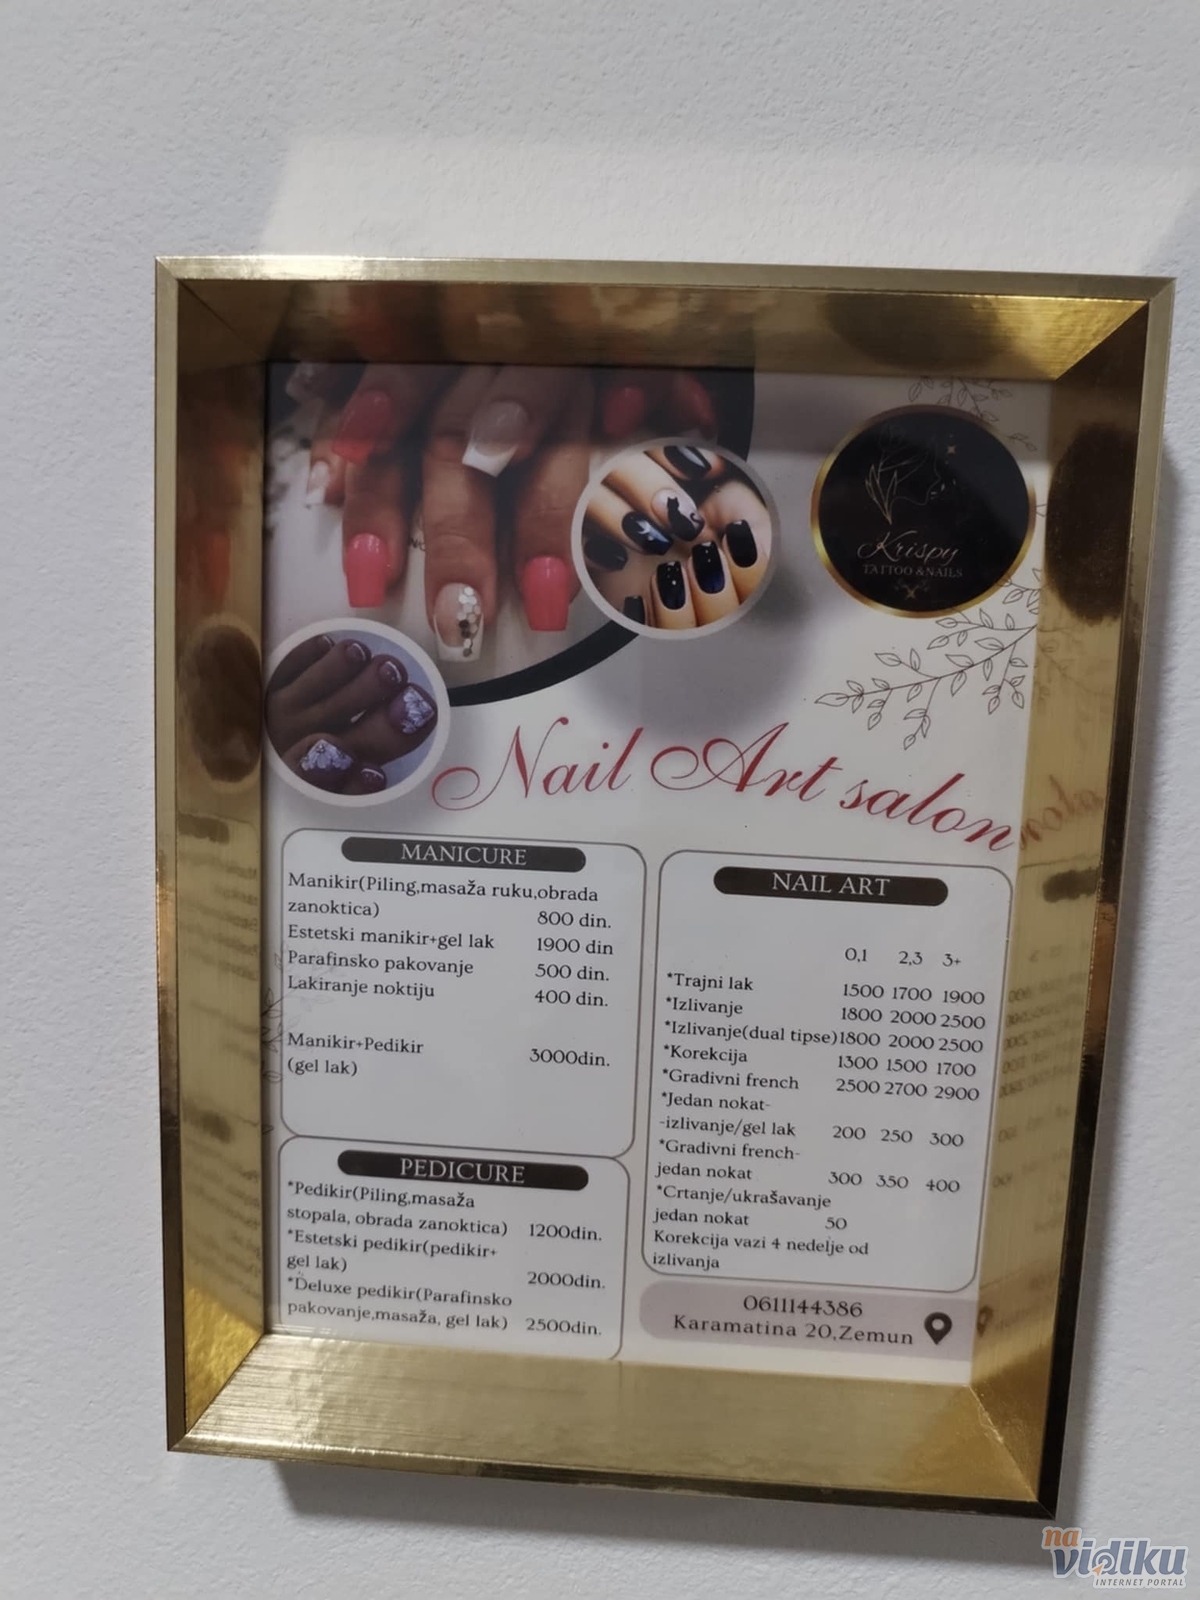 Krispy
TATTOO & NAILS
Nail Art salon
MANICURE
Manikir(Piling,masaža ruku,obrada
zanoktica) 800 din.
Estetski manikir+gel lak 1900 din
Parafinsko pakovanje 500 din.
Lakiranje noktiju 400 din.
Manikir+Pedikir 3000din.
(gel lak)
PEDICURE
*Pedikir(Piling,masaža
stopala, obrada zanoktica) 1200din.
*Estetski pedikir(pedikir+
gel lak) 2000din.
*Deluxe pedikir(Parafinsko
pakovanje,masaža, gel lak) 2500din.
NAIL ART
0,1 2,3 3+
*Trajni lak 1500 1700 1900
*Izlivanje 1800 2000 2500
*Izlivanje(dual tipse) 1800 2000 2500
*Korekcija 1300 1500 1700
*Gradivni french 2500 2700 2900
*Jedan nokat-
-izlivanje/gel lak 200 250 300
*Gradivni french-
jedan nokat 300 350 400
*Crtanje/ukrašavanje
jedan nokat 50
Korekcija vazi 4 nedelje od
izlivanja
0611144386
Karamatina 20,Zemun
na
vidiku
INTERNET PORTAL